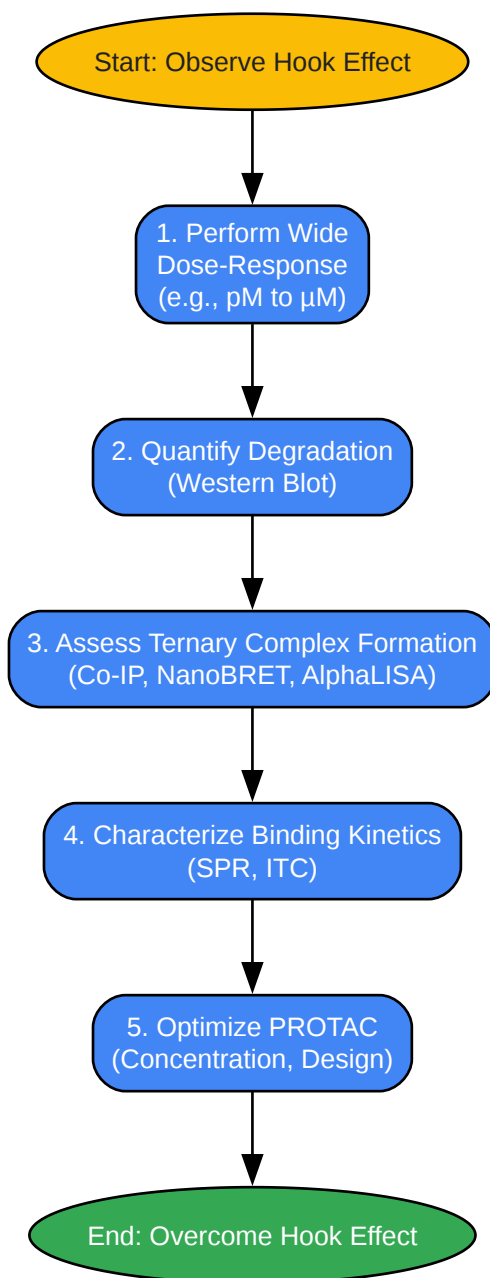 Start: Observe Hook Effect
1. Perform Wide
Dose-Response
(e.g., pM to µM)
2. Quantify Degradation
(Western Blot)
3. Assess Ternary Complex Formation
(Co-IP, NanoBRET, AlphaLISA)
4. Characterize Binding Kinetics
(SPR, ITC)
5. Optimize PROTAC
(Concentration, Design)
End: Overcome Hook Effect